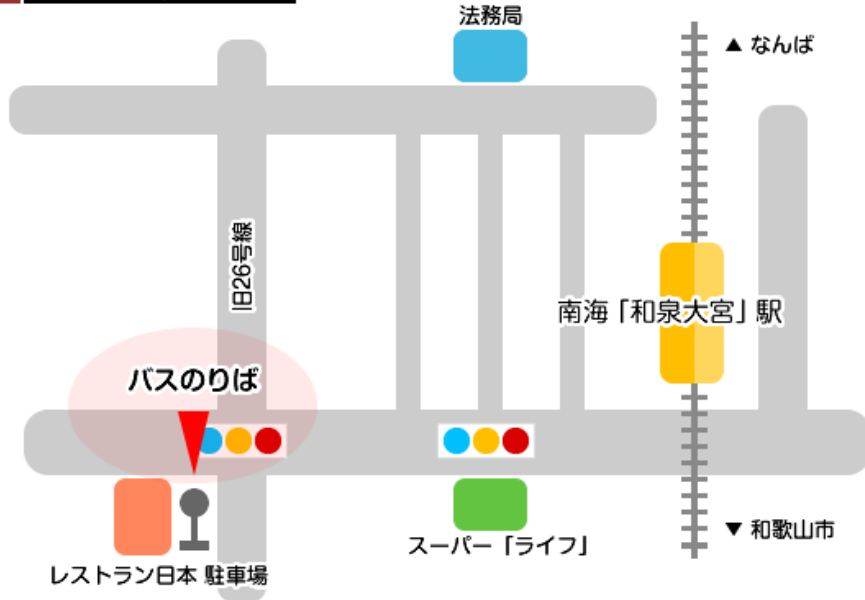 法務局
▲ なんば
旧26号線
南海「和泉大宮」駅
バスのりば
スーパー「ライフ」
▼ 和歌山市
レストラン日本 駐車場